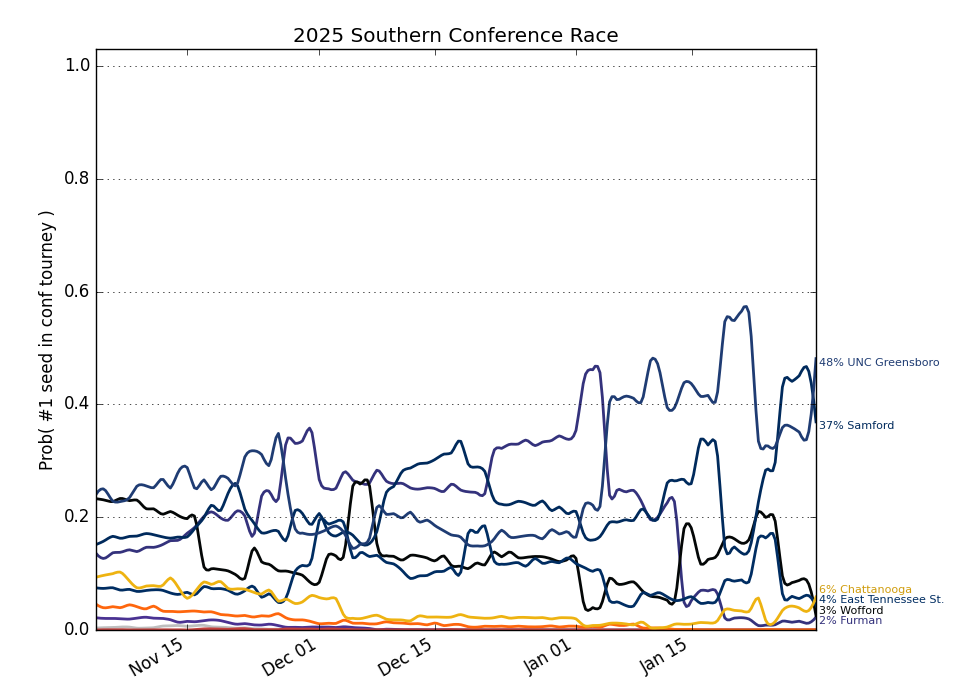 2025 Southern Conference Race
Prob( #1 seed in conf tourney )
1.0
0.8
0.6
0.4
0.2
0.0
48% UNC Greensboro
37% Samford
6% Chattanooga
4% East Tennessee St.
3% Wofford
2% Furman
Nov 15
Dec 01
Dec 15
Jan 01
Jan 15